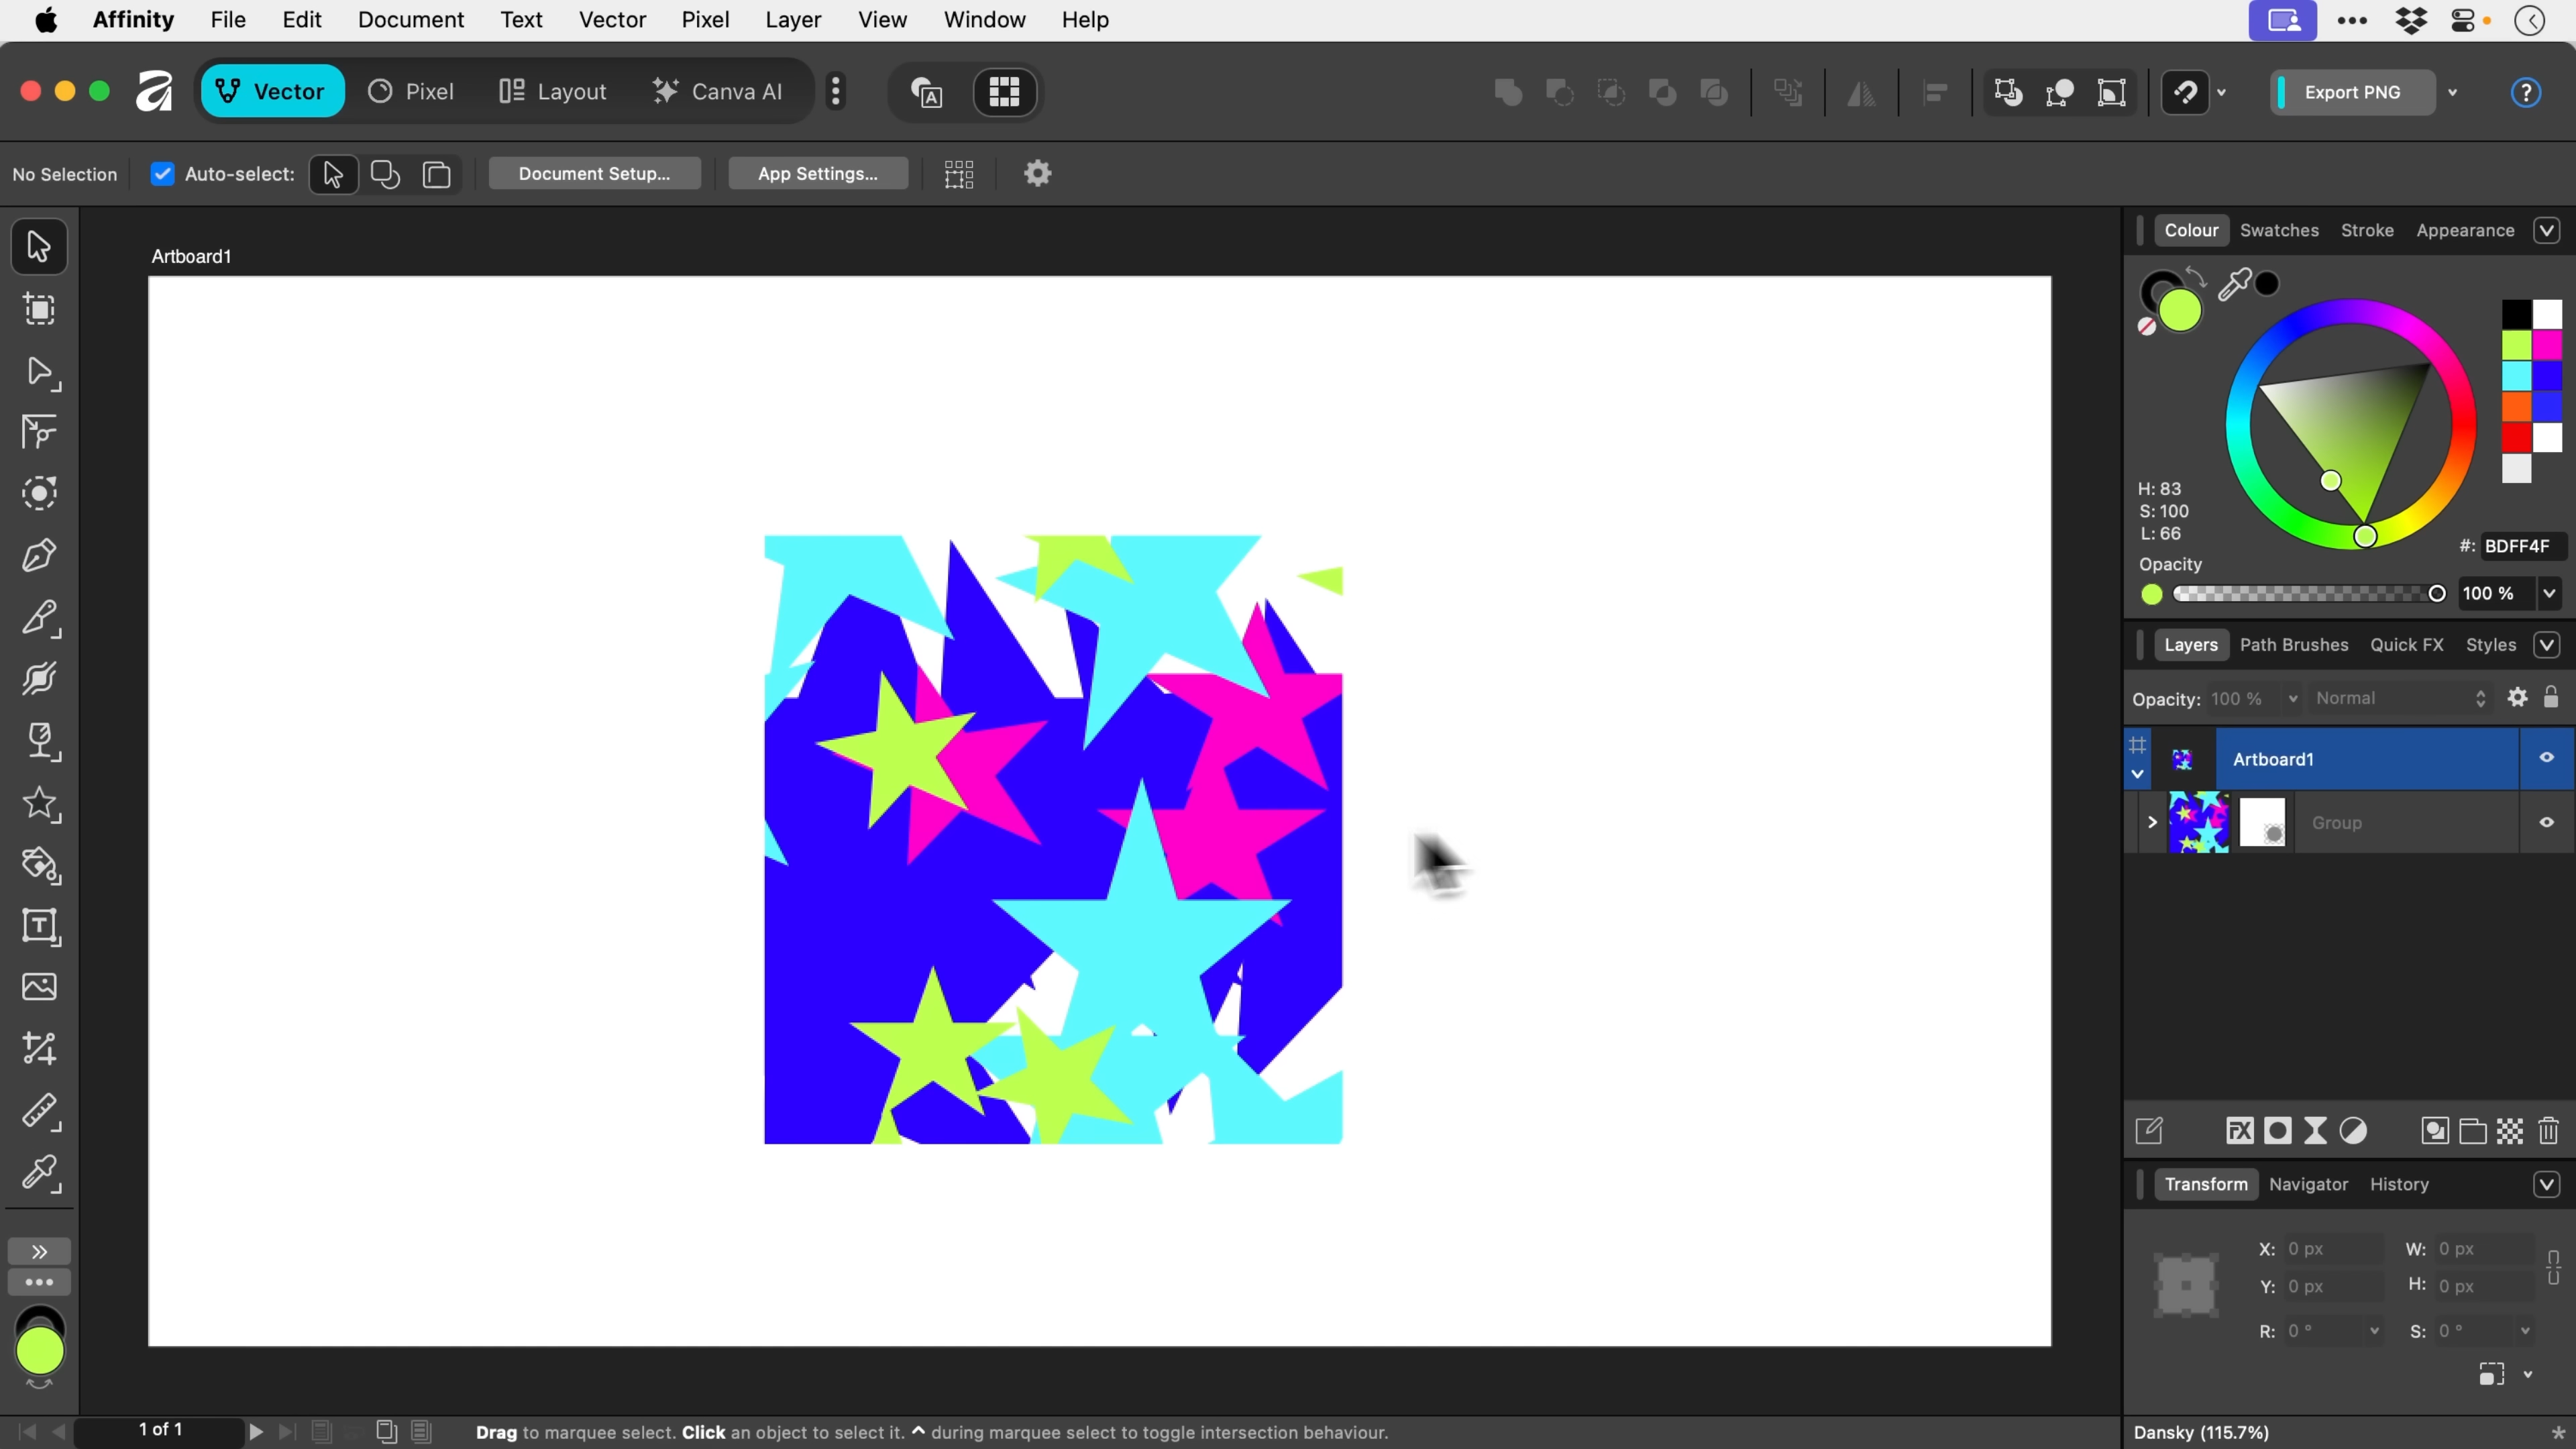 Affinity File Edit Document Text Vector Pixel Layer View Window Help
Vector Pixel Layout Canva AI Export PNG
No Selection Auto-select: Document Setup... App Settings...
Artboard1
Colour Swatches Stroke Appearance
H: 83
S: 100
L: 66
#: BDFF4F
Opacity
100 %
Layers Path Brushes Quick FX Styles
Opacity: 100 % Normal
Artboard1
Group
FX
Transform Navigator History
X: 0 px W: 0 px
Y: 0 px H: 0 px
R: 0 ° S: 0 °
1 of 1
Drag to marquee select. Click an object to select it. ^ during marquee select to toggle intersection behaviour.
Dansky (115.7%)